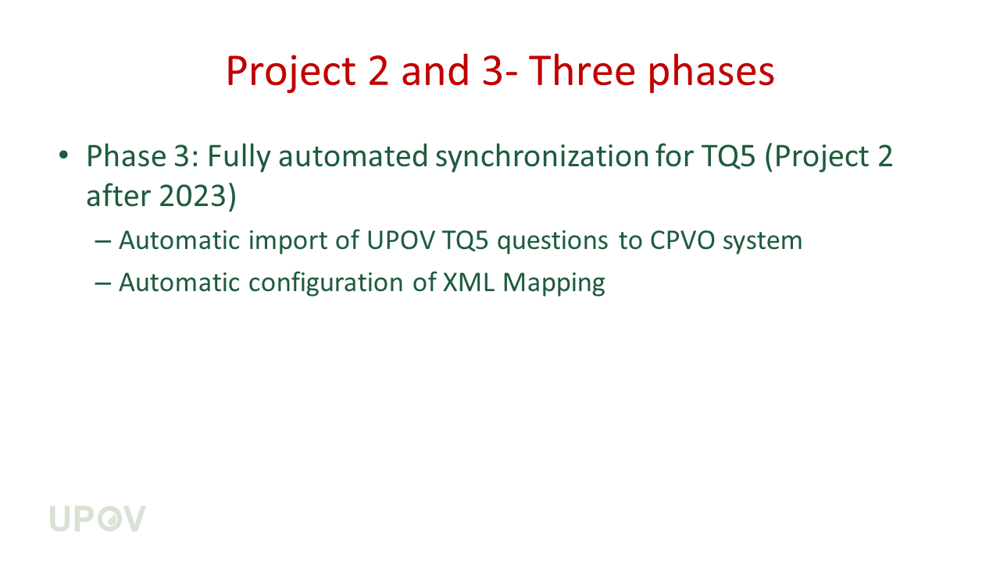 Project 2 and 3- Three phases
• Phase 3: Fully automated synchronization for TQ5 (Project 2
after 2023)
– Automatic import of UPOV TQ5 questions to CPVO system
– Automatic configuration of XML Mapping
UPOV